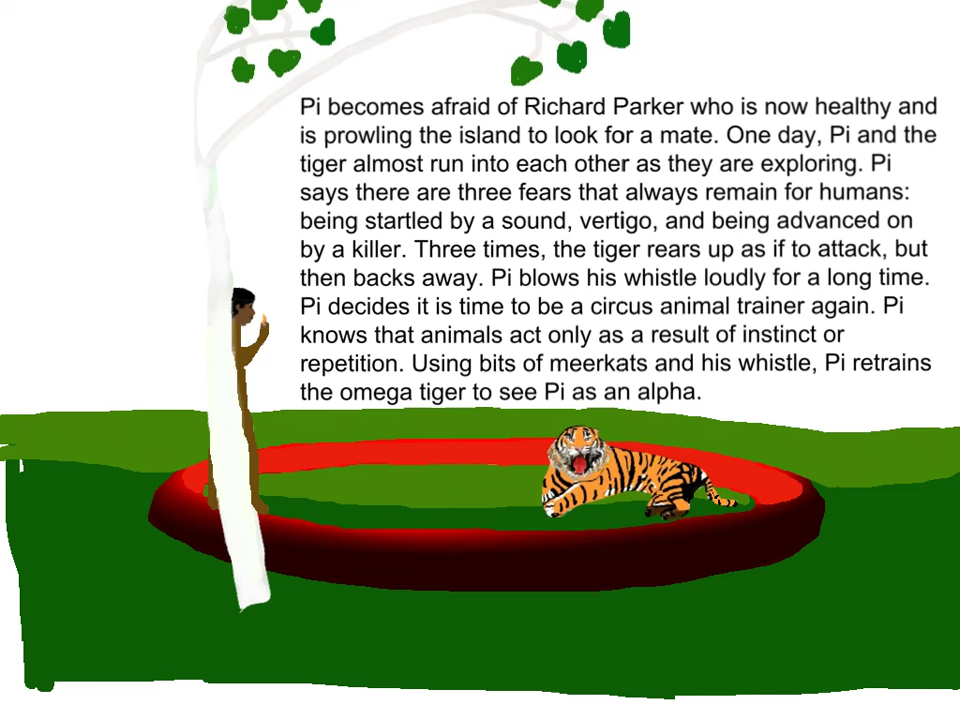 Pi becomes afraid of Richard Parker who is now healthy and
is prowling the island to look for a mate. One day, Pi and the
tiger almost run into each other as they are exploring. Pi
says there are three fears that always remain for humans:
being startled by a sound, vertigo, and being advanced on
by a killer. Three times, the tiger rears up as if to attack, but
then backs away. Pi blows his whistle loudly for a long time.
Pi decides it is time to be a circus animal trainer again. Pi
knows that animals act only as a result of instinct or
repetition. Using bits of meerkats and his whistle, Pi retrains
the omega tiger to see Pi as an alpha.